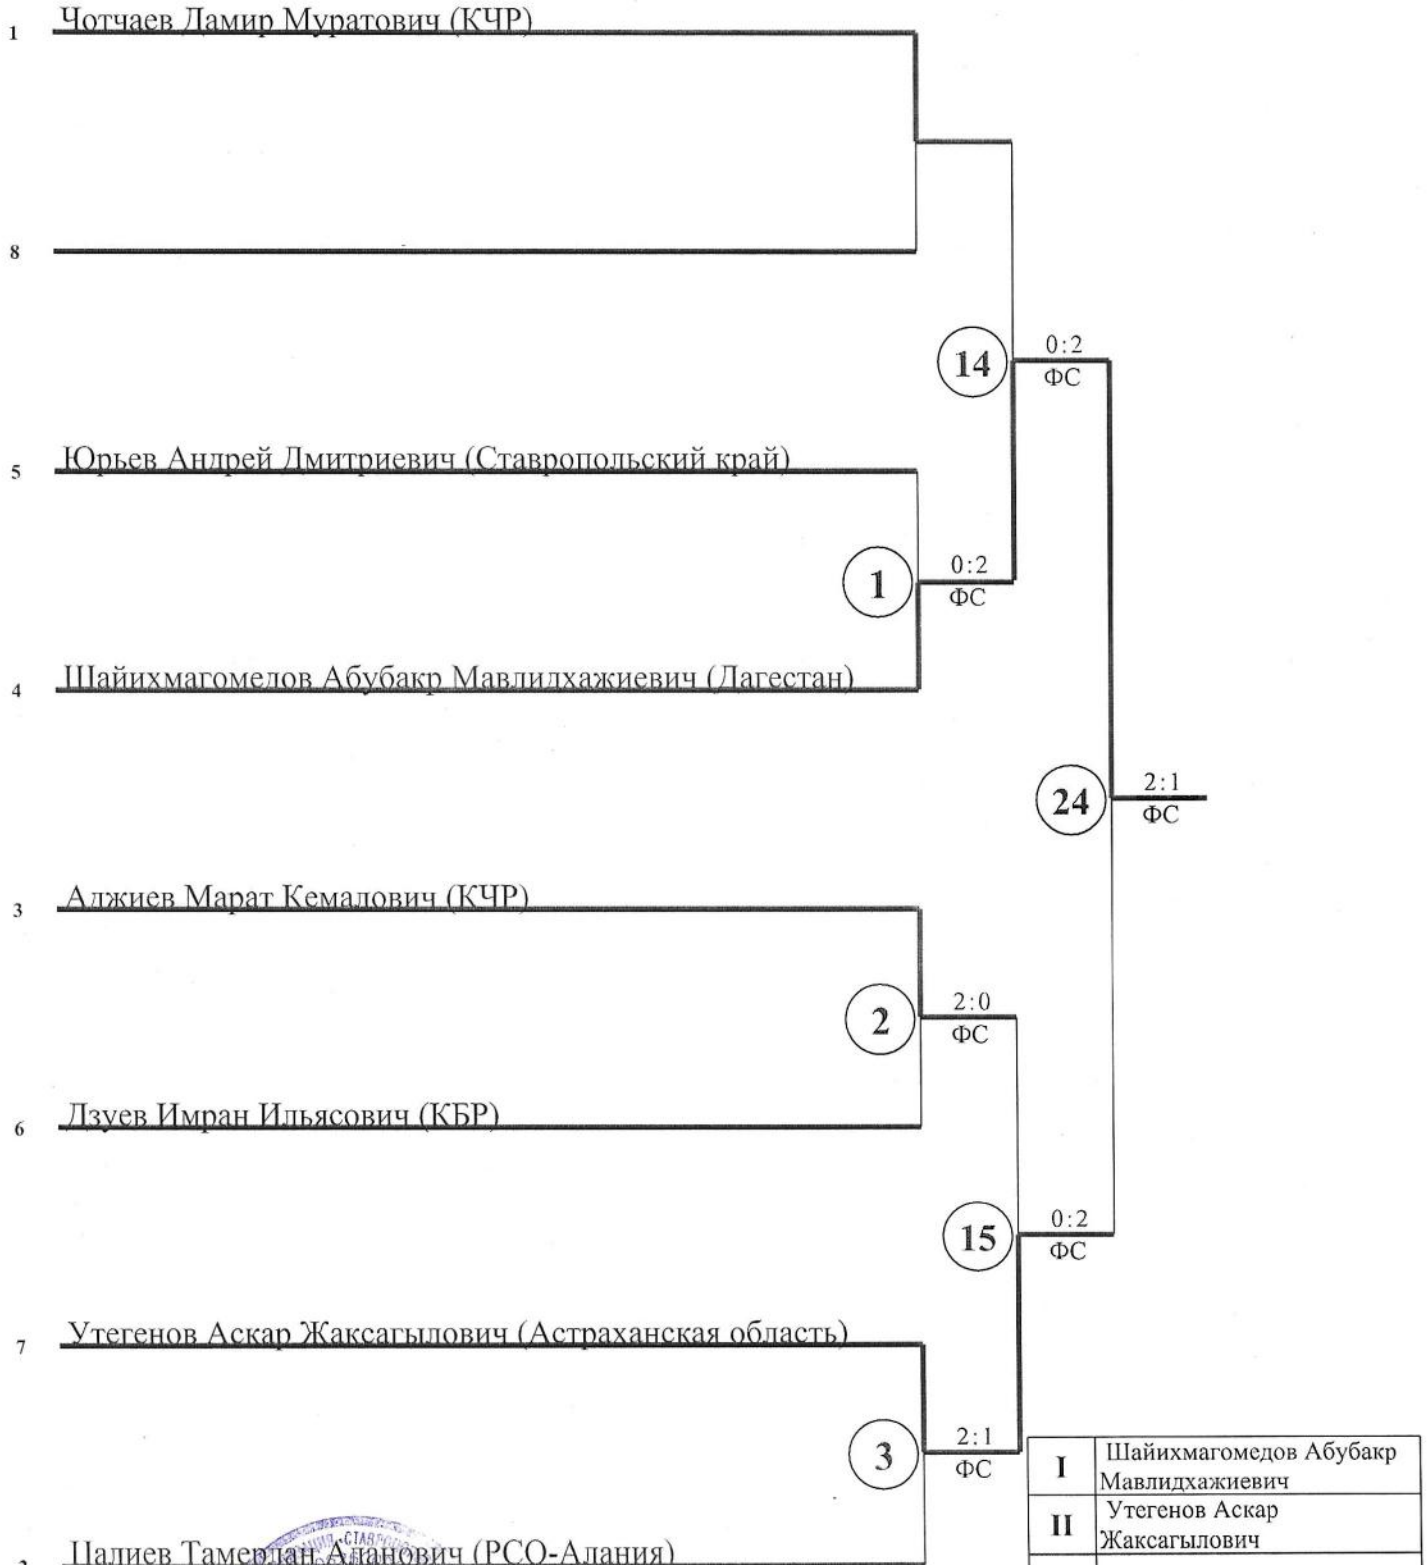 1 Чотчаев Дамир Муратович (КЧР)
8
14 0:2
ФС
5 Юрьев Андрей Дмитриевич (Ставропольский край)
1 0:2
ФС
4 Шайихмагомедов Абубакр Мавлидхажиевич (Дагестан)
24 2:1
ФС
3 Аджиев Марат Кемалович (КЧР)
2 2:0
ФС
6 Дзуев Имран Ильясович (КБР)
15 0:2
ФС
7 Утегенов Аскар Жаксагылович (Астраханская область)
3 2:1
ФС
I Шайихмагомедов Абубакр
Мавлидхажиевич
II Утегенов Аскар
Жаксагылович
Цалиев Тамерлан Аланович (РСО-Алания)